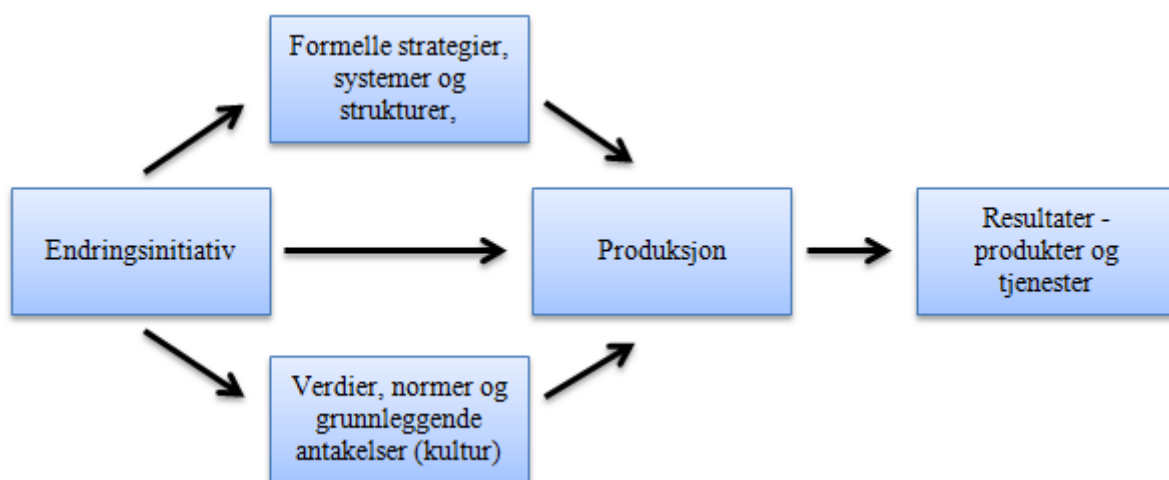 Formelle strategier,
systemer og
strukturer,
Endringsinitiativ
Produksjon
Resultater -
produkter og
tjenester
Verdier, normer og
grunnleggende
antakelser (kultur)